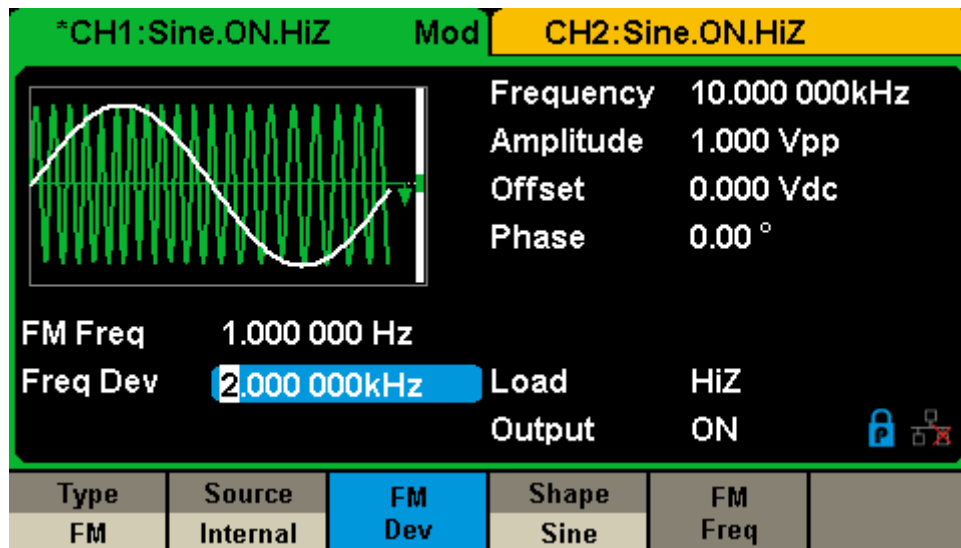 *CH1:Sine.ON.HiZ Mod CH2:Sine.ON.HiZ
Frequency 10.000 000kHz
Amplitude 1.000 Vpp
Offset 0.000 Vdc
Phase 0.00 °
FM Freq 1.000 000 Hz
Freq Dev 2.000 000kHz Load HiZ
Output ON P
Type Source FM Shape FM
FM Internal Dev Sine Freq